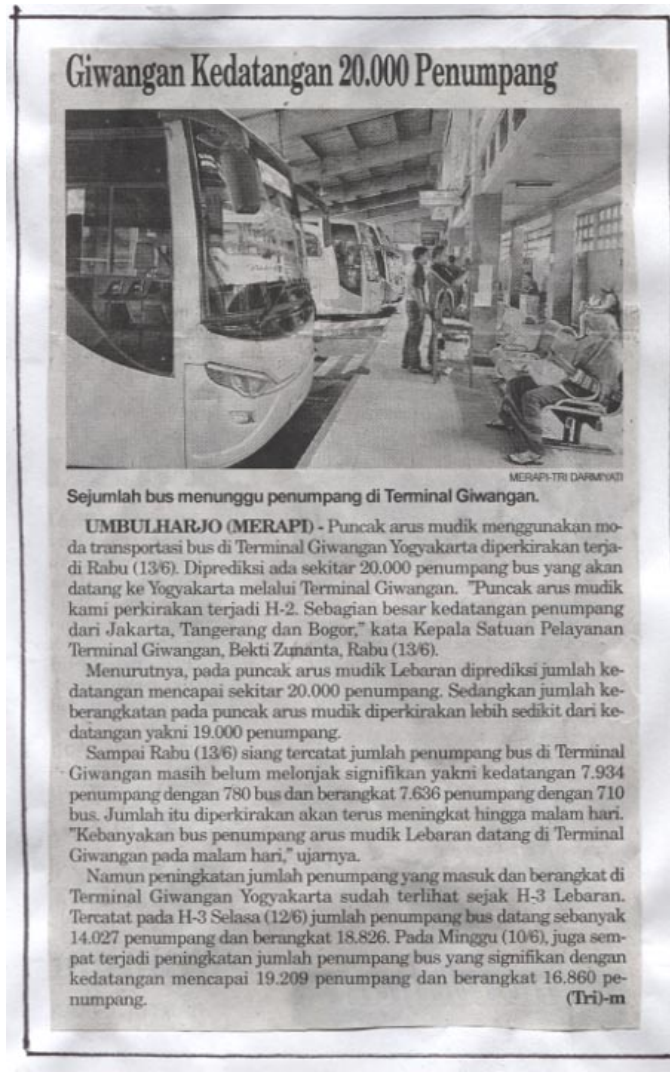 Giwangan Kedatangan 20.000 Penumpang
MERAPI-TRI DARMIYATI
Sejumlah bus menunggu penumpang di Terminal Giwangan.
UMBULHARJO (MERAPI) - Puncak arus mudik menggunakan mo-
da transportasi bus di Terminal Giwangan Yogyakarta diperkirakan terja-
di Rabu (13/6). Diprediksi ada sekitar 20.000 penumpang bus yang akan
datang ke Yogyakarta melalui Terminal Giwangan. "Puncak arus mudik
kami perkirakan terjadi H-2. Sebagian besar kedatangan penumpang
dari Jakarta, Tangerang dan Bogor," kata Kepala Satuan Pelayanan
Terminal Giwangan, Bekti Zunanta, Rabu (13/6).
Menurutnya, pada puncak arus mudik Lebaran diprediksi jumlah ke-
datangan mencapai sekitar 20.000 penumpang. Sedangkan jumlah ke-
berangkatan pada puncak arus mudik diperkirakan lebih sedikit dari ke-
datangan yakni 19.000 penumpang.
Sampai Rabu (13/6) siang tercatat jumlah penumpang bus di Terminal
Giwangan masih belum melonjak signifikan yakni kedatangan 7.934
penumpang dengan 780 bus dan berangkat 7.636 penumpang dengan 710
bus. Jumlah itu diperkirakan akan terus meningkat hingga malam hari.
"Kebanyakan bus penumpang arus mudik Lebaran datang di Terminal
Giwangan pada malam hari," ujarnya.
Namun peningkatan jumlah penumpang yang masuk dan berangkat di
Terminal Giwangan Yogyakarta sudah terlihat sejak H-3 Lebaran.
Tercatat pada H-3 Selasa (12/6) jumlah penumpang bus datang sebanyak
14.027 penumpang dan berangkat 18.826. Pada Minggu (10/6), juga sem-
pat terjadi peningkatan jumlah penumpang bus yang signifikan dengan
kedatangan mencapai 19.209 penumpang dan berangkat 16.860 pe-
numpang. (Tri)-m